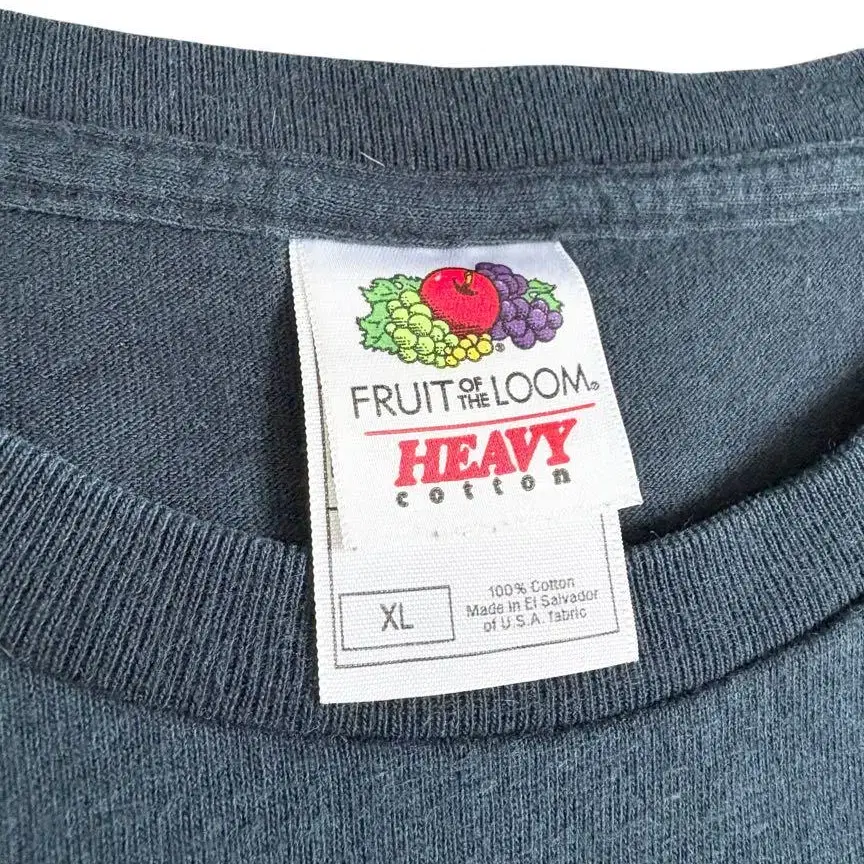 FRUIT OF THE LOOM®
HEAVY
cotton
XL
100% Cotton
Made in El Salvador
of U.S.A. fabric